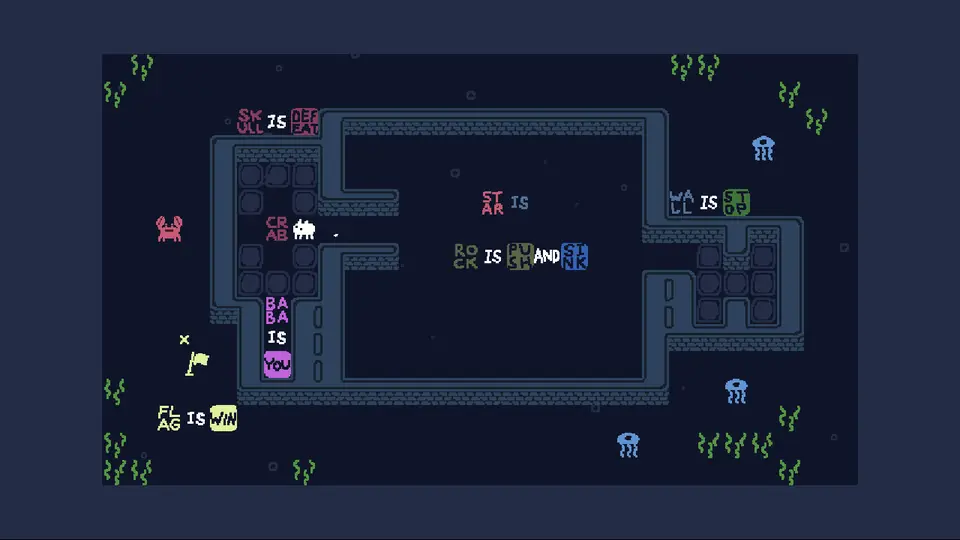 SKULL IS DEFEAT
STAR IS
WALL IS STOP
CRAB
ROCK IS PUSH AND SINK
BABA
IS
YOU
FLAG IS WIN